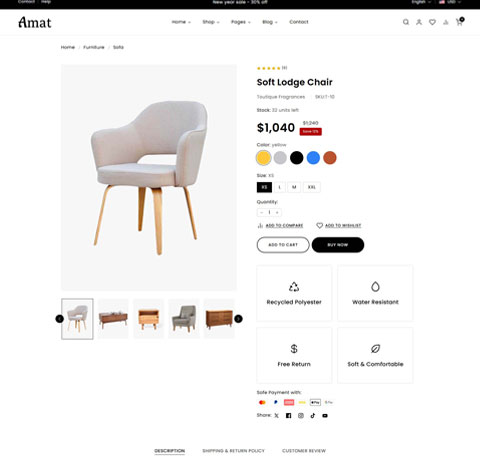 Contact Help
New year sale - 30% off
English
USD
Amat
Home Shop Pages Blog Contact
0
Home / Furniture / Sofa
Soft Lodge Chair
Toutique Fragrances SKU:T-10
Stock: 32 units left
$1,040 $1,240
Color: yellow
Size: XS
XS L M XXL
Quantity:
− 1 +
ADD TO COMPARE ADD TO WISHLIST
ADD TO CART BUY NOW
Recycled Polyester Water Resistant
Free Return Soft & Comfortable
Safe Payment with:
Share:
DESCRIPTION SHIPPING & RETURN POLICY CUSTOMER REVIEW